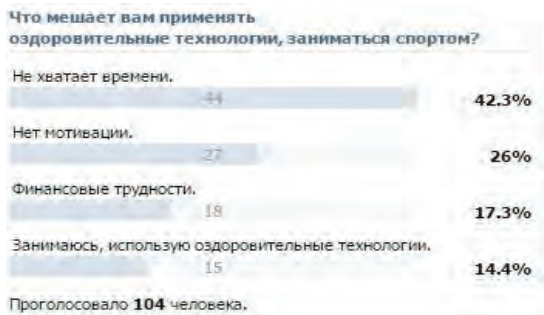 Что мешает вам применять
оздоровительные технологии, заниматься спортом?
Не хватает времени.
44
42.3%
Нет мотивации.
27
26%
Финансовые трудности.
18
17.3%
Занимаюсь, использую оздоровительные технологии.
15
14.4%
Проголосовало 104 человека.